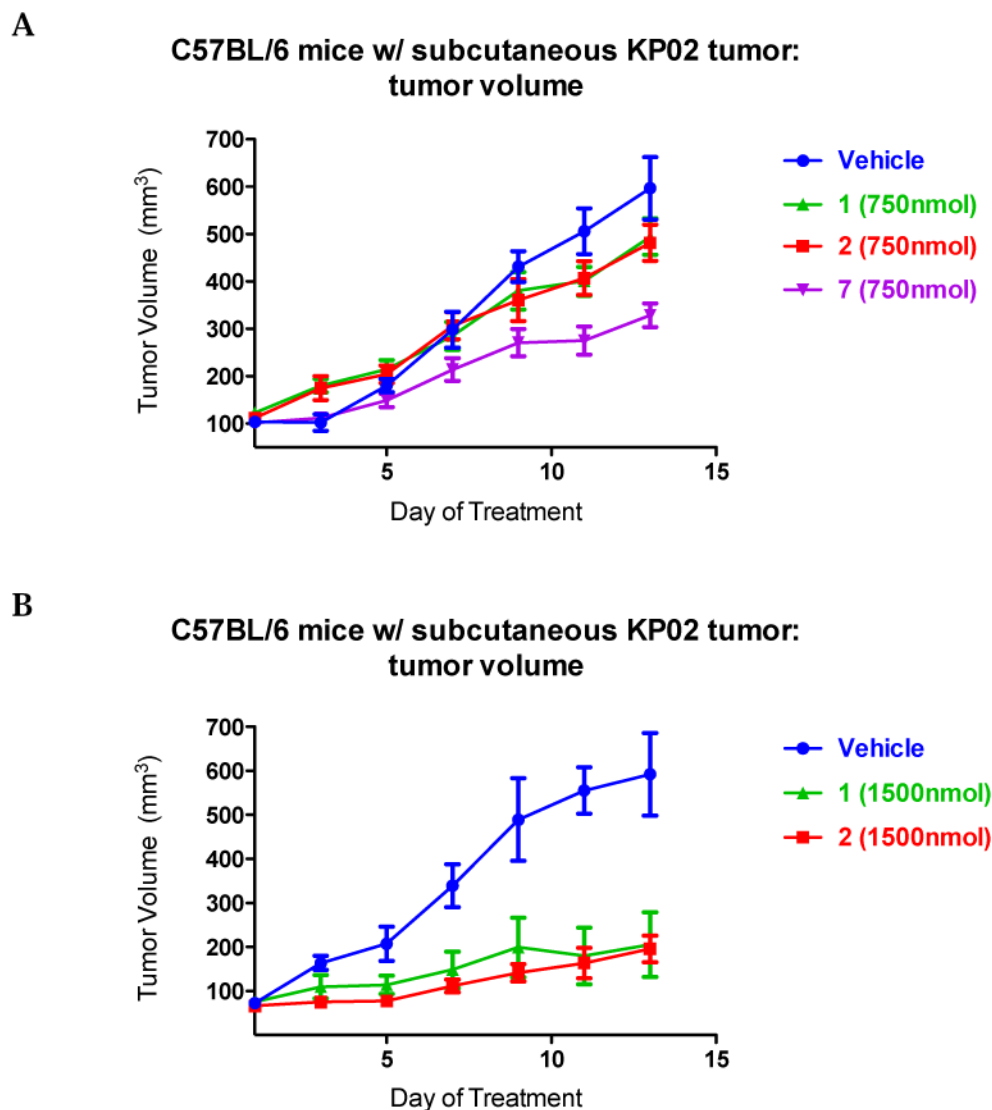 A
C57BL/6 mice w/ subcutaneous KP02 tumor:
tumor volume
700
600
500
400
300
200
100
Tumor Volume (mm³)
5
10
15
Day of Treatment
Vehicle
1 (750nmol)
2 (750nmol)
7 (750nmol)
B
C57BL/6 mice w/ subcutaneous KP02 tumor:
tumor volume
700
600
500
400
300
200
100
Tumor Volume (mm³)
5
10
15
Day of Treatment
Vehicle
1 (1500nmol)
2 (1500nmol)